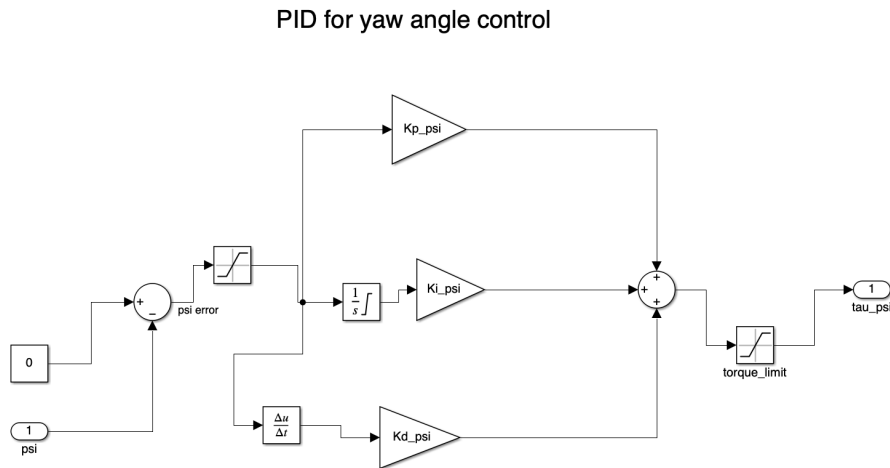 PID for yaw angle control
Kp_psi
+
−
psi error
0
1
psi
1
s
Ki_psi
Δu
Δt
Kd_psi
+
+
+
torque_limit
1
tau_psi